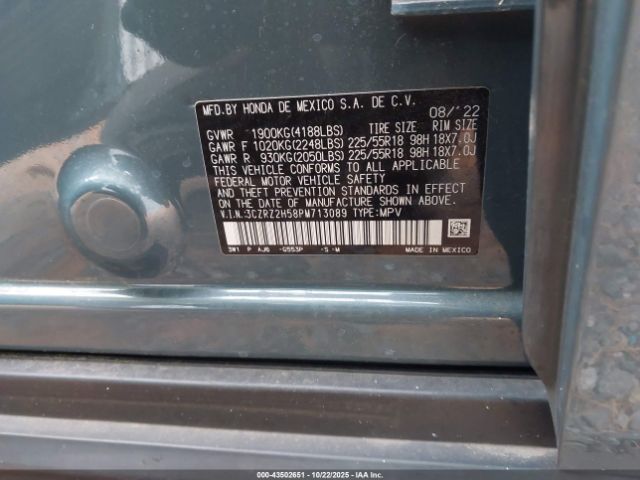 MFD.BY HONDA DE MEXICO S.A. DE C.V.
08/'22
GVWR 1900KG(4188LBS) TIRE SIZE RIM SIZE
GAWR F 1020KG(2248LBS) 225/55R18 98H 18X7.0J
GAWR R 930KG(2050LBS) 225/55R18 98H 18X7.0J
THIS VEHICLE CONFORMS TO ALL APPLICABLE
FEDERAL MOTOR VEHICLE SAFETY
AND THEFT PREVENTION STANDARDS IN EFFECT
ON THE DATE OF MANUFACTURE SHOWN ABOVE.
V.I.N.:3CZRZ2H58PM713089 TYPE:MPV
3W1 P AJ6 -G553P -S -M MADE IN MEXICO
000-43502651 - 10/22/2025 - IAA Inc.